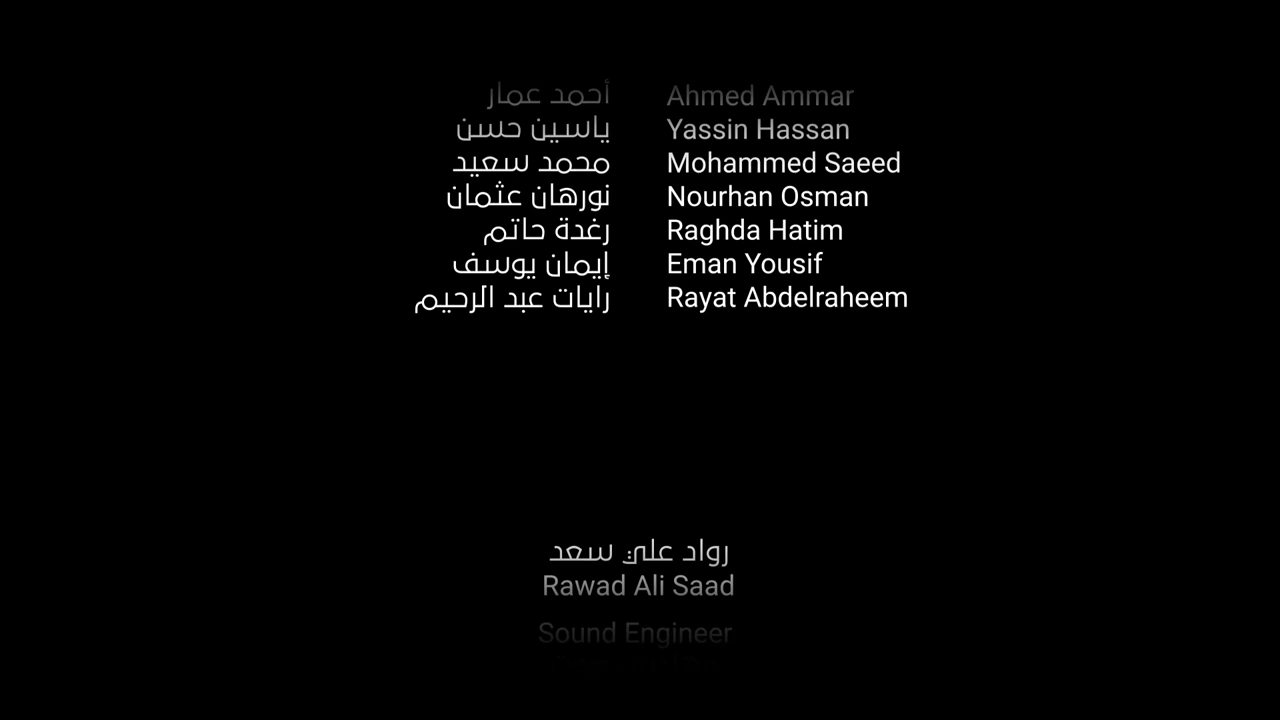 أحمد عمار Ahmed Ammar
ياسين حسن Yassin Hassan
محمد سعيد Mohammed Saeed
نورهان عثمان Nourhan Osman
رغدة حاتم Raghda Hatim
إيمان يوسف Eman Yousif
رايات عبد الرحيم Rayat Abdelraheem
رواد علي سعد
Rawad Ali Saad
Sound Engineer